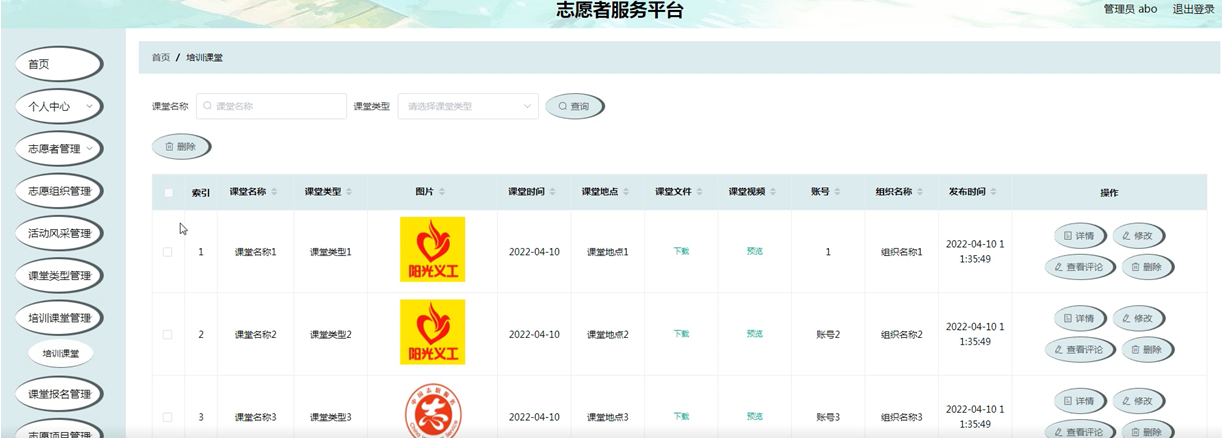 志愿者服务平台
管理员 abo 退出登录
首页
个人中心
志愿者管理
志愿组织管理
活动风采管理
课堂类型管理
培训课堂管理
培训课堂
课堂报名管理
志愿项目管理
首页 / 培训课堂
课堂名称 课堂名称 课堂类型 请选择课堂类型 查询
删除
索引 课堂名称 课堂类型 图片 课堂时间 课堂地点 课堂文件 课堂视频 账号 组织名称 发布时间 操作
1 课堂名称1 课堂类型1 阳光义工 2022-04-10 课堂地点1 下载 预览 1 组织名称1 2022-04-10 1
1:35:49
详情 修改
查看评论 删除
2 课堂名称2 课堂类型2 阳光义工 2022-04-10 课堂地点2 下载 预览 账号2 组织名称2 2022-04-10 1
1:35:49
详情 修改
查看评论 删除
3 课堂名称3 课堂类型3 中国志愿服务 2022-04-10 课堂地点3 下载 预览 账号3 组织名称3 2022-04-10 1
1:35:49
详情 修改
查看评论 删除